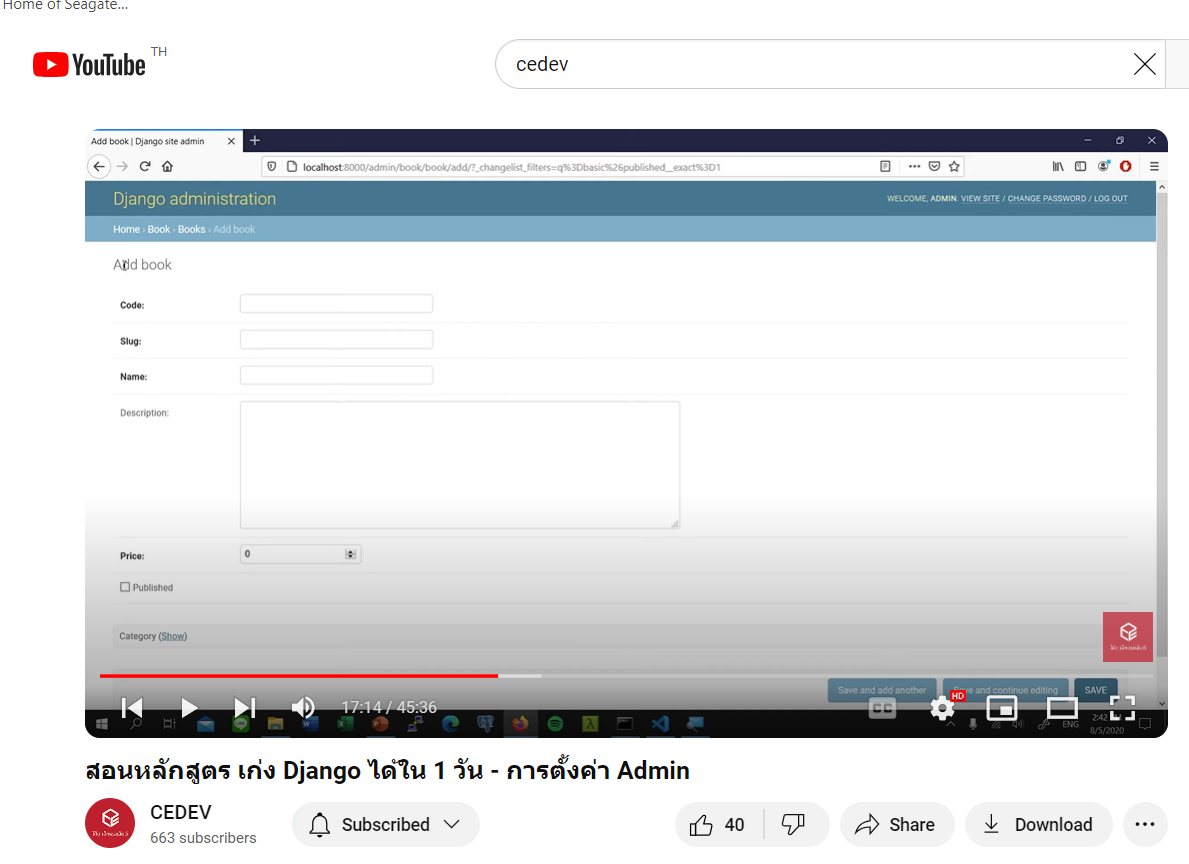 Home of Seagate...
YouTube TH
cedev
Add book | Django site admin
localhost:8000/admin/book/book/add/?_changelist_filters=q%3Dbasic%26published__exact%3D1
Django administration
WELCOME, ADMIN. VIEW SITE / CHANGE PASSWORD / LOG OUT
Home › Book › Books › Add book
Add book
Code:
Slug:
Name:
Description:
Price: 0
Published
Category (Show)
Save and add another Save and continue editing SAVE
17:14 / 45:36 CC HD
ENG
8/5/2020
สอนหลักสูตร เก่ง Django ได้ใน 1 วัน - การตั้งค่า Admin
CEDEV
663 subscribers
Subscribed
40
Share
Download